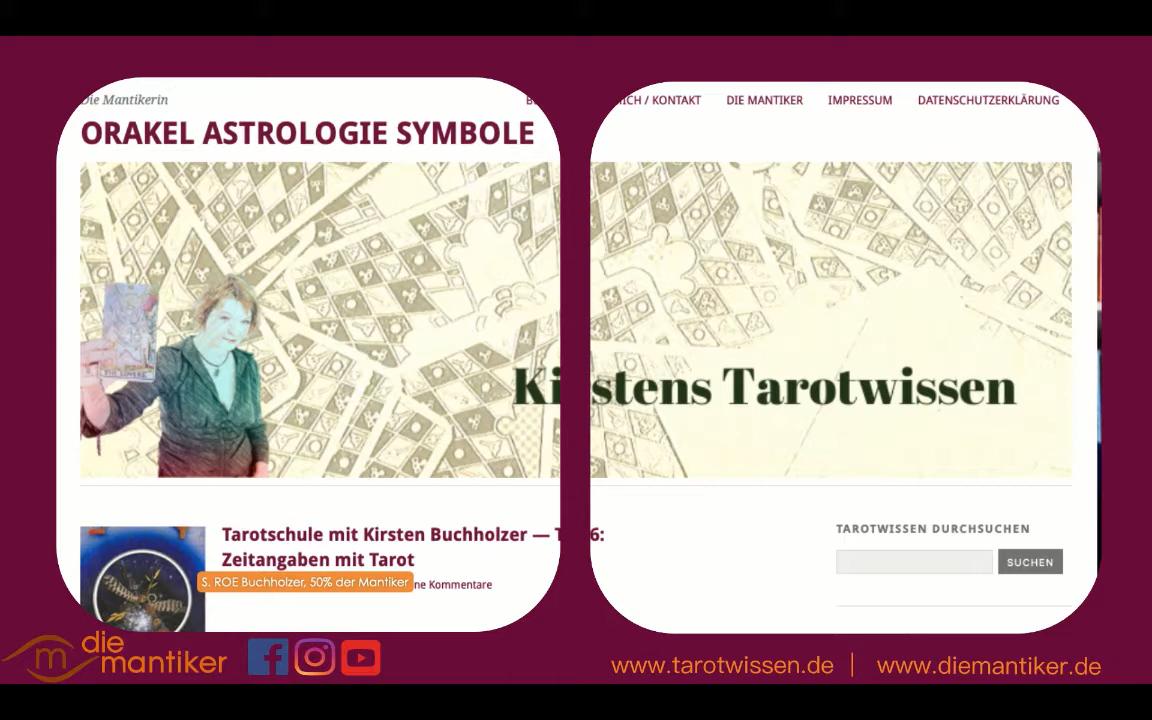 Die Mantikerin
ICH / KONTAKT DIE MANTIKER IMPRESSUM DATENSCHUTZERKLÄRUNG
ORAKEL ASTROLOGIE SYMBOLE
Kirstens Tarotwissen
Tarotschule mit Kirsten Buchholzer — T 6:
Zeitangaben mit Tarot
ne Kommentare
S. ROE Buchholzer, 50% der Mantiker
TAROTWISSEN DURCHSUCHEN
SUCHEN
die
mantiker
www.tarotwissen.de | www.diemantiker.de